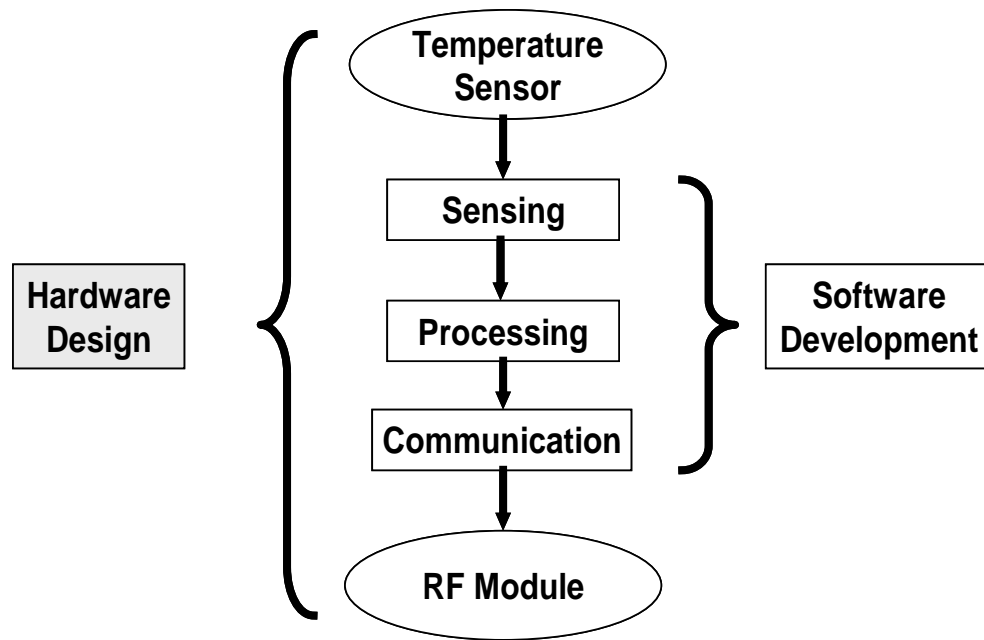 Temperature
Sensor
Sensing
Hardware
Design
Processing
Software
Development
Communication
RF Module